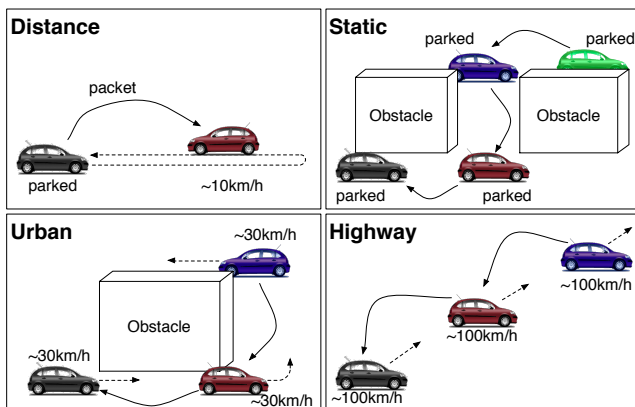 Distance
packet
parked
~10km/h
Static
parked
parked
Obstacle
Obstacle
parked
parked
Urban
~30km/h
Obstacle
~30km/h
~30km/h
Highway
~100km/h
~100km/h
~100km/h